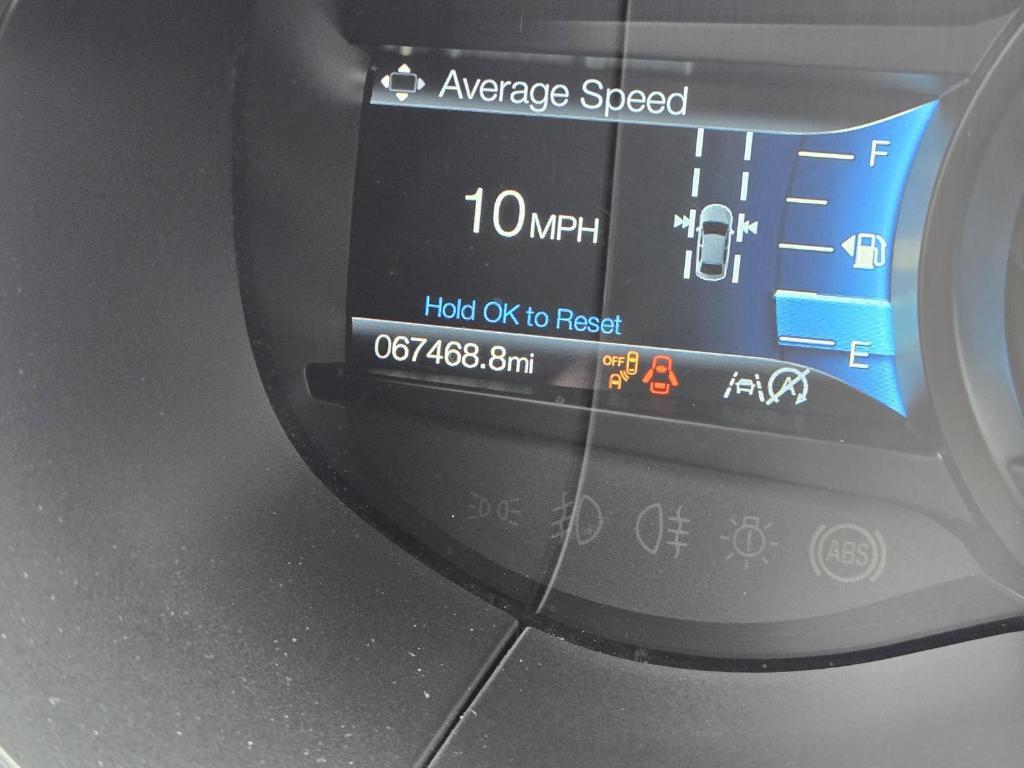 Average Speed
F
10MPH
Hold OK to Reset
E
067468.8mi
OFF
A
ABS